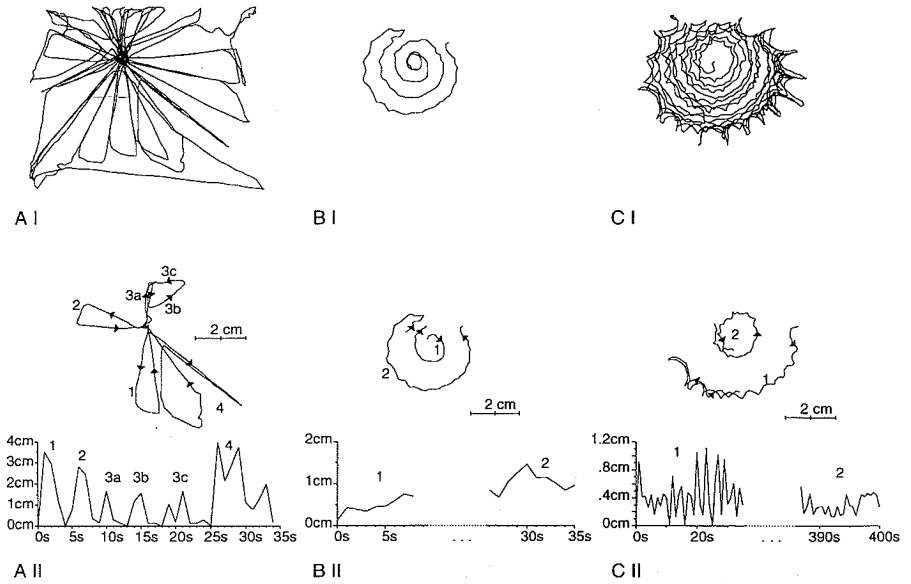 A I
B I
C I
3c
3a
3b
2
2 cm
1
4
1
2
2 cm
2
1
2 cm
4cm
3cm
2cm
1cm
0cm
1
2
3a
3b
3c
4
0s
5s
10s
15s
20s
25s
30s
35s
2cm
1cm
0cm
1
2
0s
5s
. . .
30s
35s
1.2cm
.8cm
.4cm
0cm
1
2
0s
20s
. . .
390s
400s
A II
B II
C II